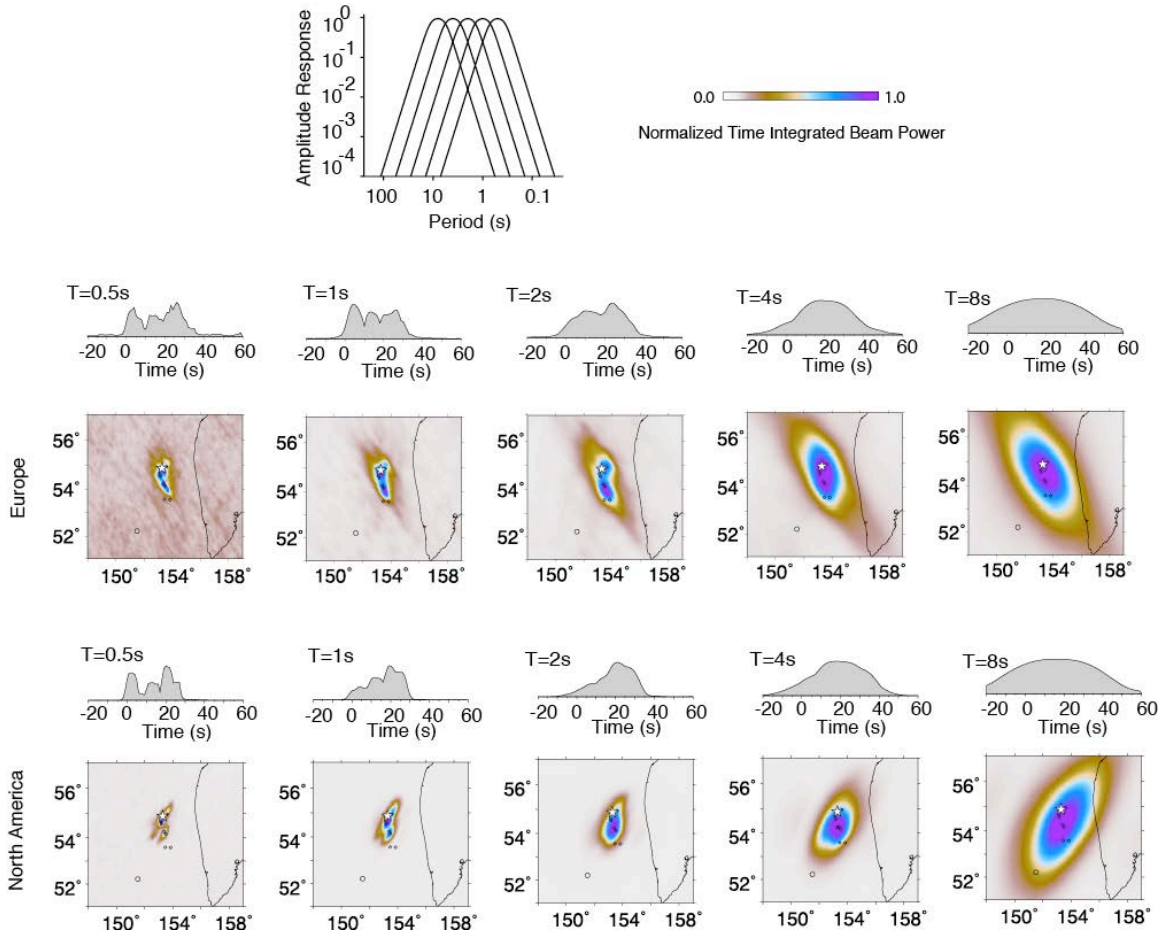 Amplitude Response
10^0
10^-1
10^-2
10^-3
10^-4
100 10 1 0.1
Period (s)
0.0 1.0
Normalized Time Integrated Beam Power
T=0.5s T=1s T=2s T=4s T=8s
-20 0 20 40 60 -20 0 20 40 60 -20 0 20 40 60 -20 0 20 40 60 -20 0 20 40 60
Time (s) Time (s) Time (s) Time (s) Time (s)
Europe
56° 56° 56° 56° 56°
54° 54° 54° 54° 54°
52° 52° 52° 52° 52°
150° 154° 158° 150° 154° 158° 150° 154° 158° 150° 154° 158° 150° 154° 158°
T=0.5s T=1s T=2s T=4s T=8s
-20 0 20 40 60 -20 0 20 40 60 -20 0 20 40 60 -20 0 20 40 60 -20 0 20 40 60
Time (s) Time (s) Time (s) Time (s) Time (s)
North America
56° 56° 56° 56° 56°
54° 54° 54° 54° 54°
52° 52° 52° 52° 52°
150° 154° 158° 150° 154° 158° 150° 154° 158° 150° 154° 158° 150° 154° 158°